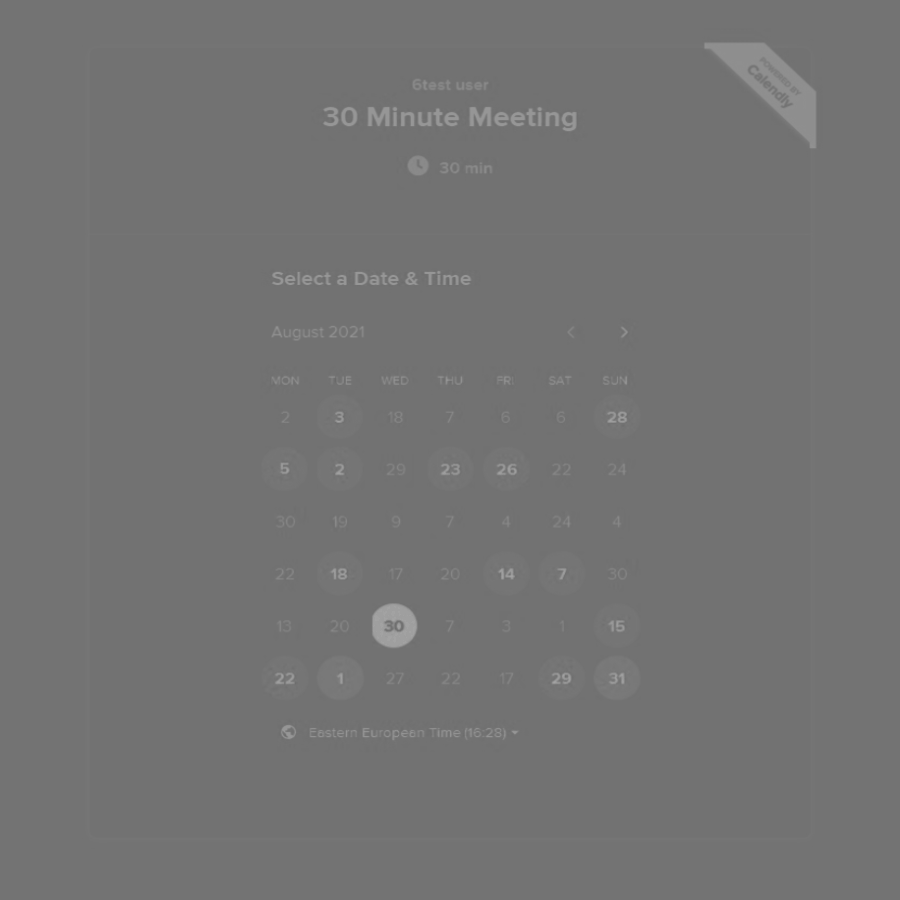 POWERED BY
Calendly
6test user
30 Minute Meeting
30 min
Select a Date & Time
August 2021
MON TUE WED THU FRI SAT SUN
2 3 18 7 6 6 28
5 2 29 23 26 22 24
30 19 9 7 4 24 4
22 18 17 20 14 7 30
13 20 30 7 3 1 15
22 1 27 22 17 29 31
Eastern European Time (16:28)